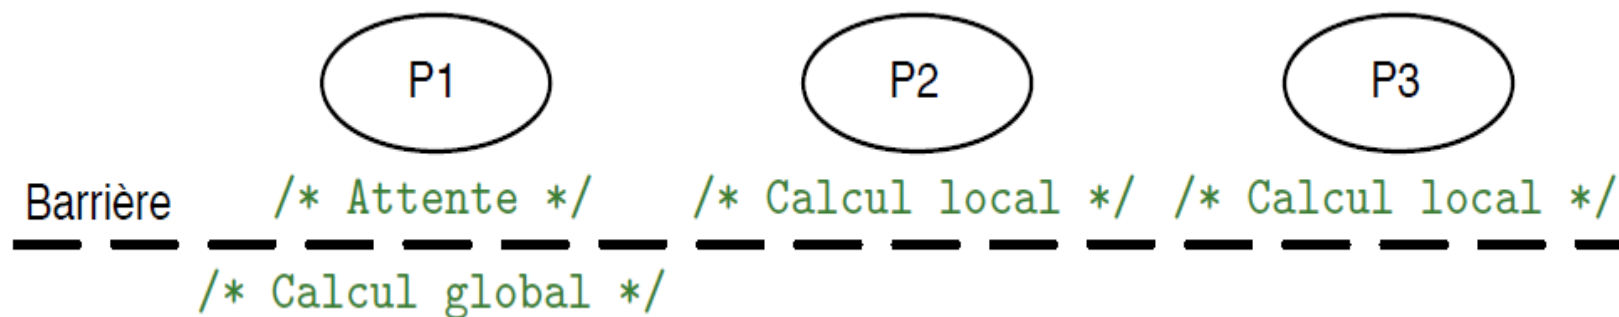 P1 P2 P3
Barrière /* Attente */ /* Calcul local */ /* Calcul local */
/* Calcul global */